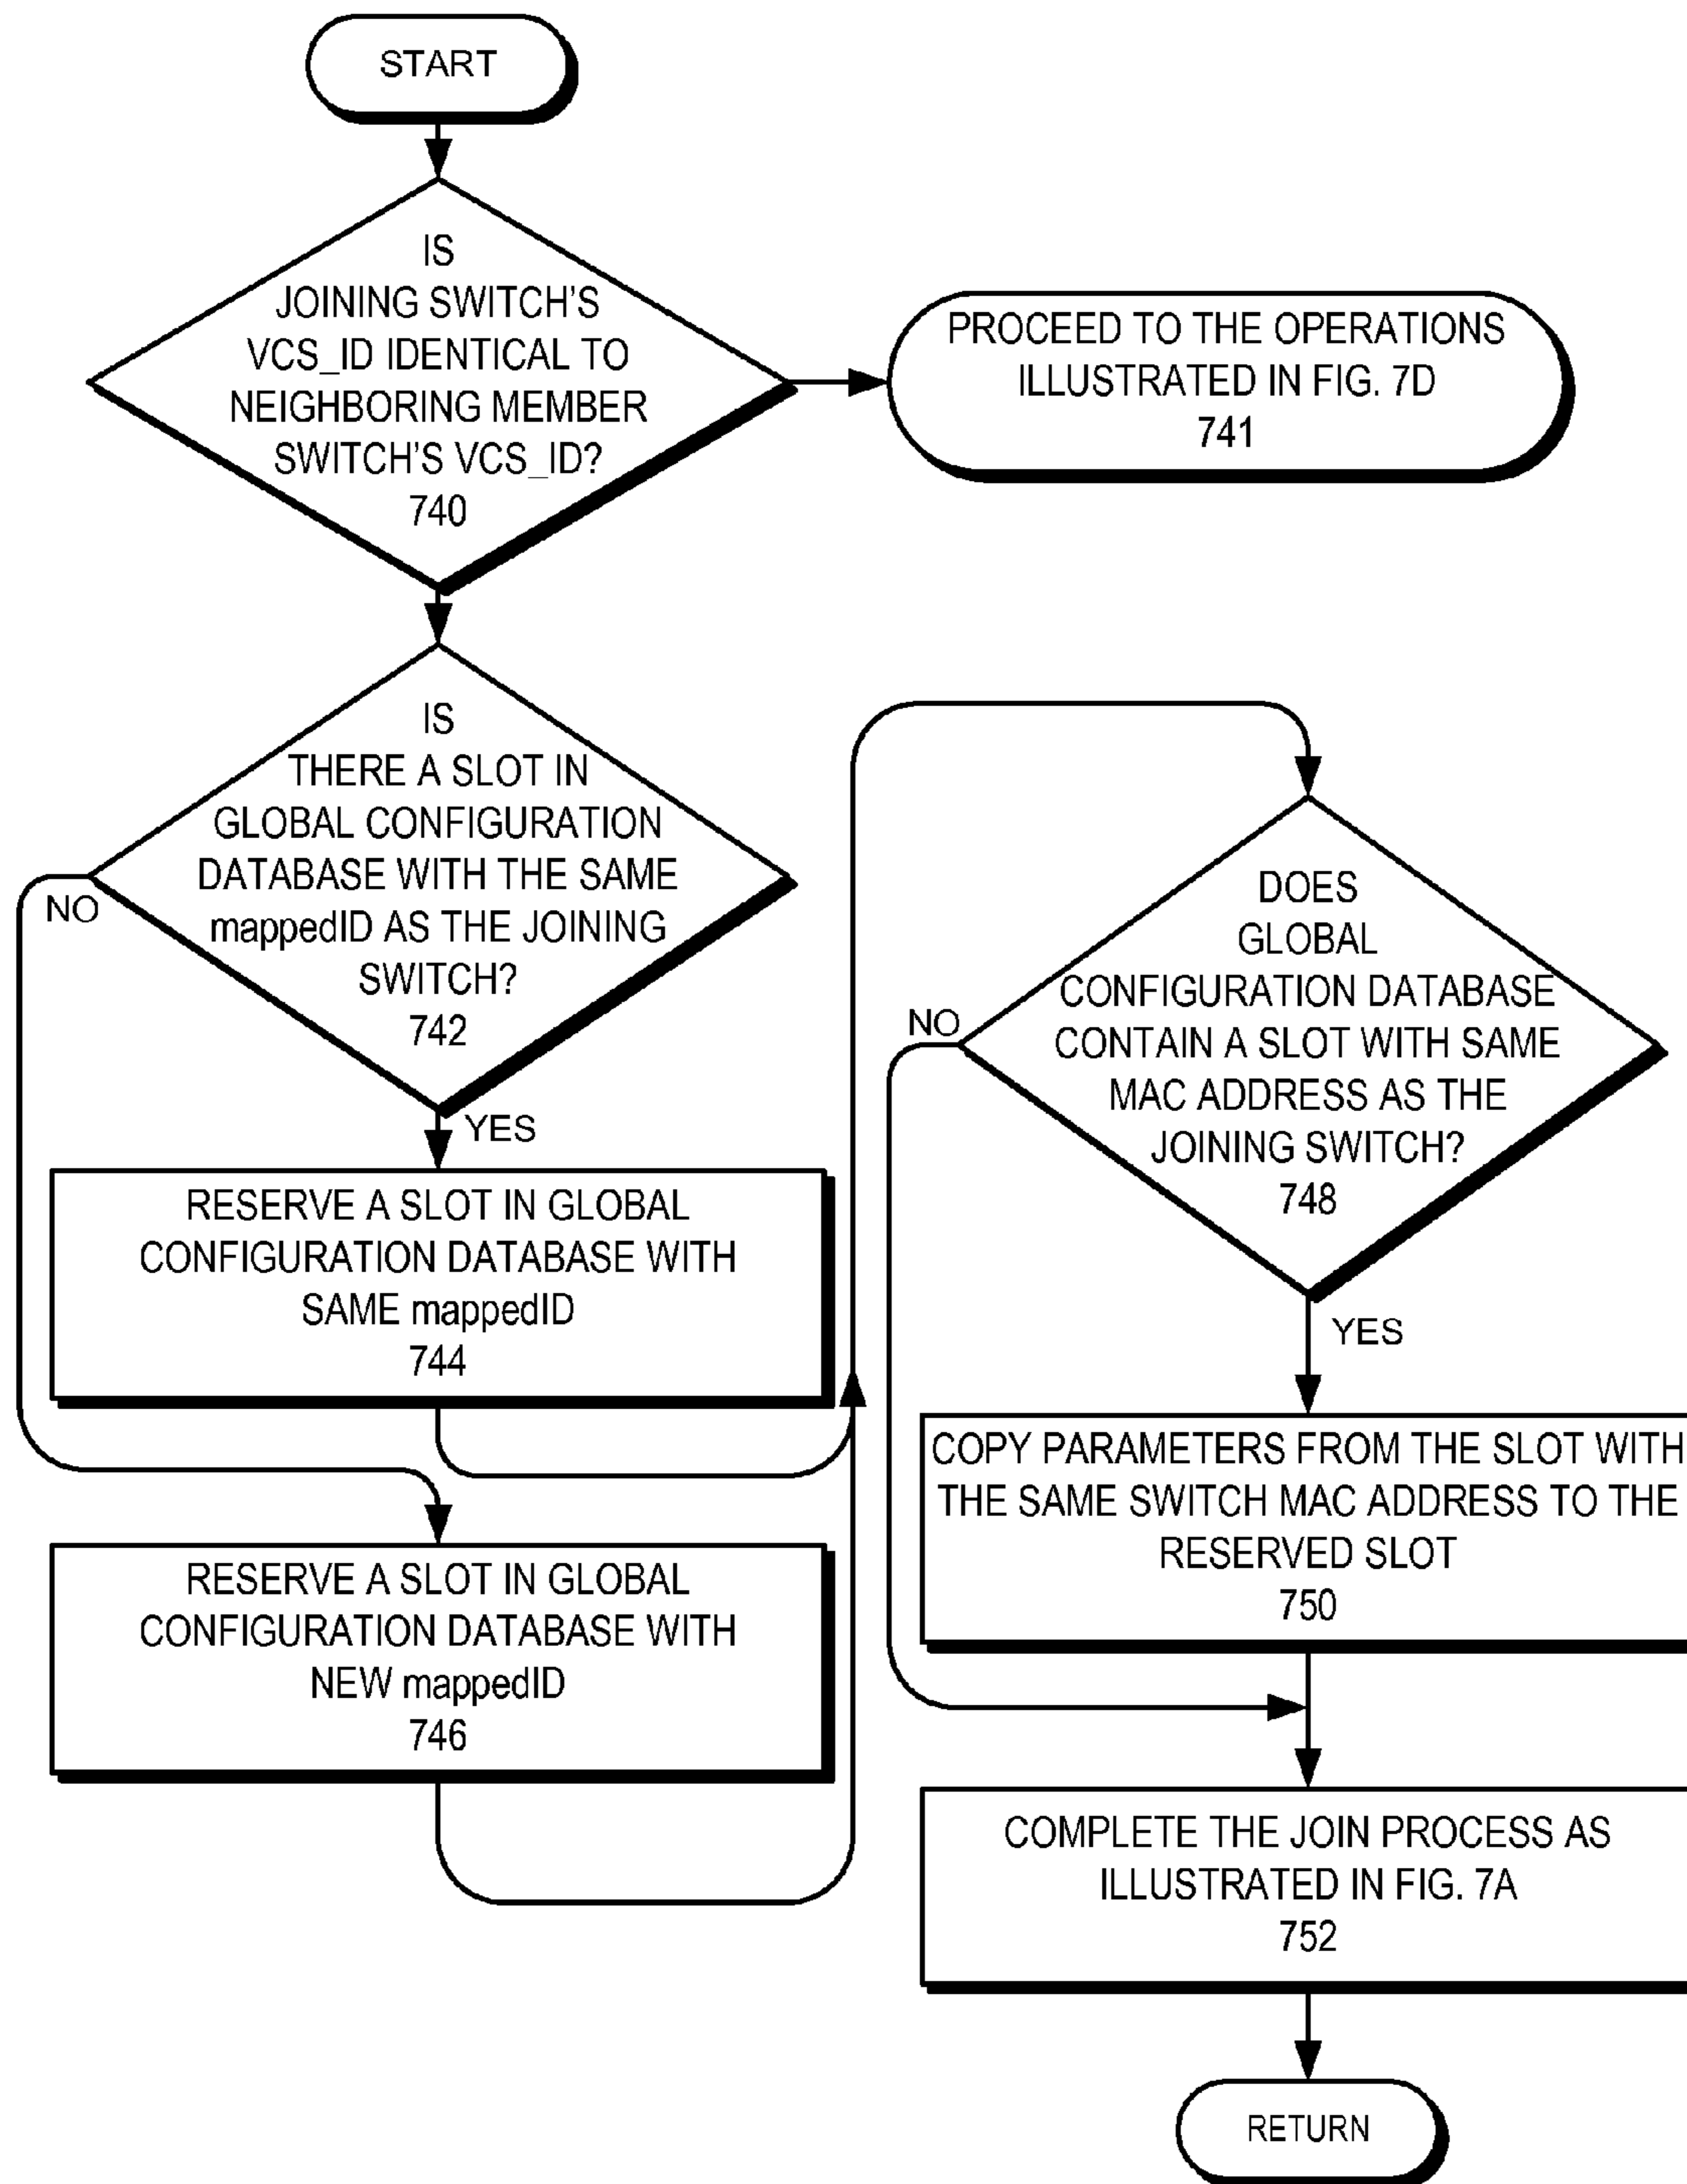 START
IS
JOINING SWITCH'S
VCS_ID IDENTICAL TO
NEIGHBORING MEMBER
SWITCH'S VCS_ID?
740
PROCEED TO THE OPERATIONS
ILLUSTRATED IN FIG. 7D
741
IS
THERE A SLOT IN
GLOBAL CONFIGURATION
DATABASE WITH THE SAME
mappedID AS THE JOINING
SWITCH?
742
NO
YES
RESERVE A SLOT IN GLOBAL
CONFIGURATION DATABASE WITH
SAME mappedID
744
RESERVE A SLOT IN GLOBAL
CONFIGURATION DATABASE WITH
NEW mappedID
746
DOES
GLOBAL
CONFIGURATION DATABASE
CONTAIN A SLOT WITH SAME
MAC ADDRESS AS THE
JOINING SWITCH?
748
NO
YES
COPY PARAMETERS FROM THE SLOT WITH
THE SAME SWITCH MAC ADDRESS TO THE
RESERVED SLOT
750
COMPLETE THE JOIN PROCESS AS
ILLUSTRATED IN FIG. 7A
752
RETURN